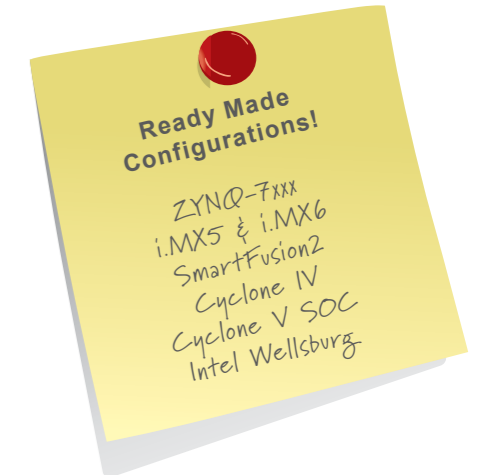 Ready Made
Configurations!
ZYNQ-7xxx
i.MX5 & i.MX6
SmartFusion2
Cyclone IV
Cyclone V SOC
Intel Wellsburg